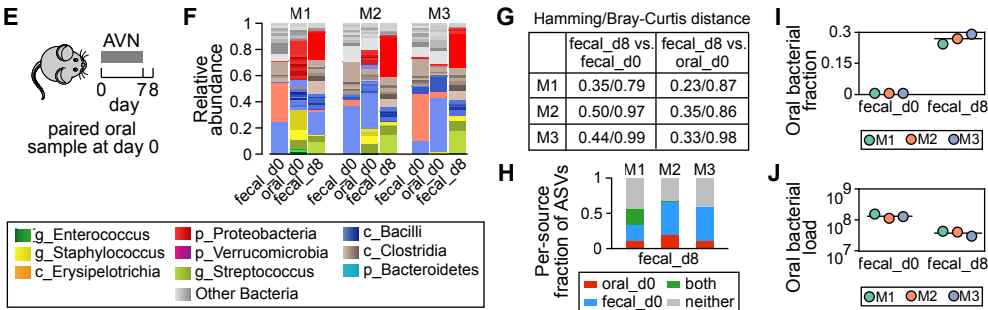 E
AVN
0 7 8
day
paired oral
sample at day 0
F
M1 M2 M3
Relative
abundance
1
0.8
0.6
0.4
0.2
0
fecal_d0
oral_d0
fecal_d8
fecal_d0
oral_d0
fecal_d8
fecal_d0
oral_d0
fecal_d8
g_Enterococcus
g_Staphylococcus
c_Erysipelotrichia
p_Proteobacteria
p_Verrucomicrobia
g_Streptococcus
Other Bacteria
c_Bacilli
c_Clostridia
p_Bacteroidetes
G
Hamming/Bray-Curtis distance
fecal_d8 vs. fecal_d8 vs.
fecal_d0 oral_d0
M1 0.35/0.79 0.23/0.87
M2 0.50/0.97 0.35/0.86
M3 0.44/0.99 0.33/0.98
H
M1 M2 M3
Per-source
fraction of ASVs
1
0.5
0
fecal_d8
oral_d0 both
fecal_d0 neither
I
Oral bacterial
fraction
0.3
0.2
0.1
0
fecal_d0
fecal_d8
M1 M2 M3
J
Oral bacterial
load
10⁹
10⁸
10⁷
fecal_d0
fecal_d8
M1 M2 M3